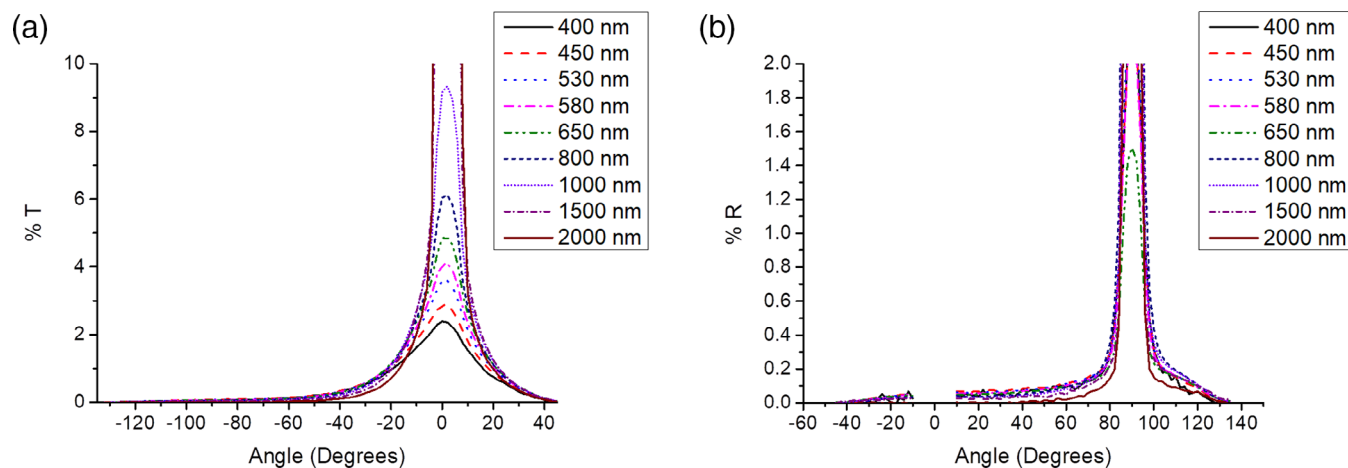 (a)
400 nm
450 nm
530 nm
580 nm
650 nm
800 nm
1000 nm
1500 nm
2000 nm
10
8
6
4
2
0
% T
-120 -100 -80 -60 -40 -20 0 20 40
Angle (Degrees)
(b)
400 nm
450 nm
530 nm
580 nm
650 nm
800 nm
1000 nm
1500 nm
2000 nm
2.0
1.8
1.6
1.4
1.2
1.0
0.8
0.6
0.4
0.2
0.0
% R
-60 -40 -20 0 20 40 60 80 100 120 140
Angle (Degrees)